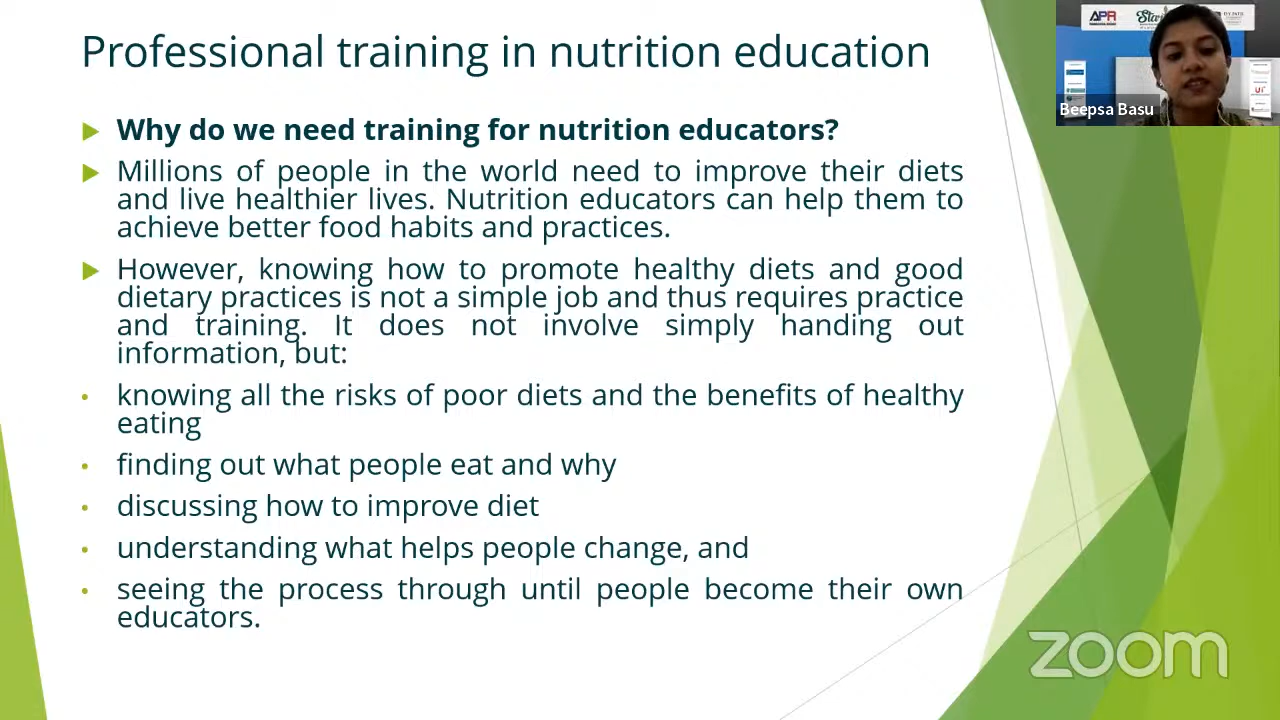 Professional training in nutrition education
Why do we need training for nutrition educators?
Millions of people in the world need to improve their diets
and live healthier lives. Nutrition educators can help them to
achieve better food habits and practices.
However, knowing how to promote healthy diets and good
dietary practices is not a simple job and thus requires practice
and training. It does not involve simply handing out
information, but:
knowing all the risks of poor diets and the benefits of healthy
eating
finding out what people eat and why
discussing how to improve diet
understanding what helps people change, and
seeing the process through until people become their own
educators.
APR
Beepsa Basu
zoom